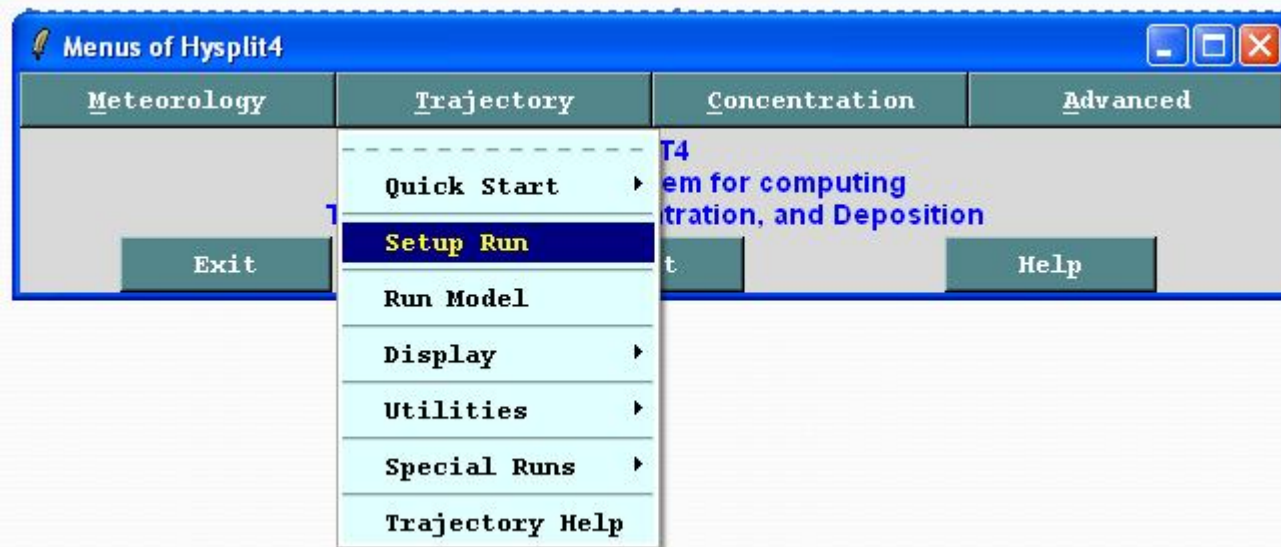 Menus of Hysplit4
Meteorology Trajectory Concentration Advanced
T4
em for computing
T tration, and Deposition
Exit t Help
Quick Start
Setup Run
Run Model
Display
Utilities
Special Runs
Trajectory Help